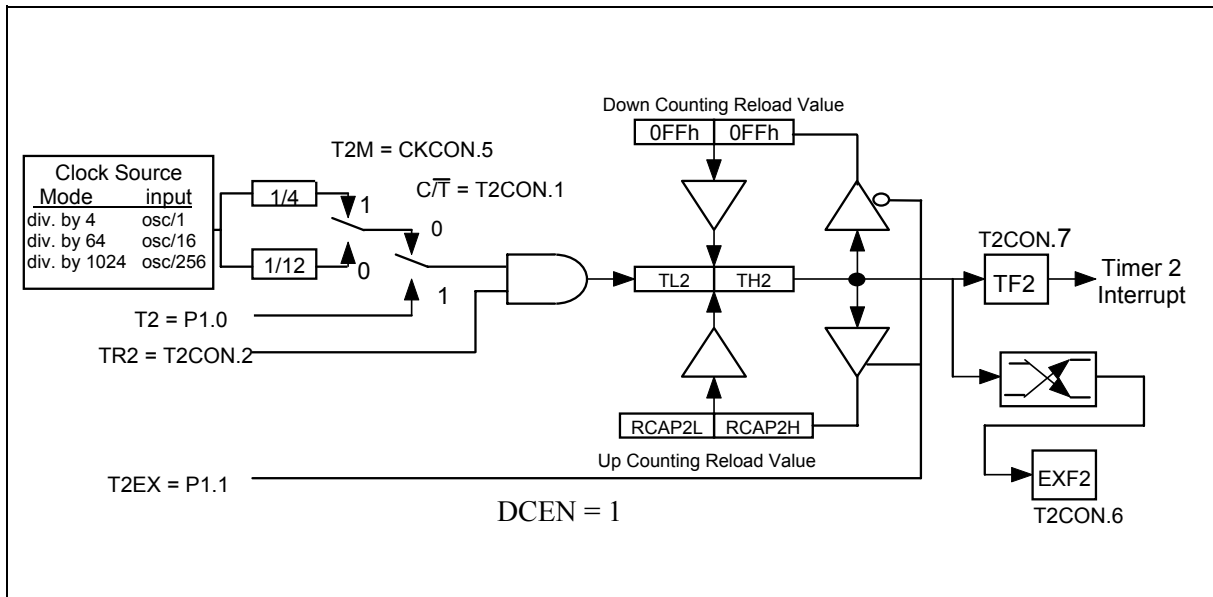 Down Counting Reload Value
0FFh 0FFh
T2M = CKCON.5
C/T̅ = T2CON.1
Clock Source
Mode input
div. by 4 osc/1
div. by 64 osc/16
div. by 1024 osc/256
1/4
1/12
1
0
0
1
T2 = P1.0
TR2 = T2CON.2
TL2 TH2
T2CON.7
TF2
Timer 2
Interrupt
RCAP2L RCAP2H
Up Counting Reload Value
T2EX = P1.1
DCEN = 1
EXF2
T2CON.6